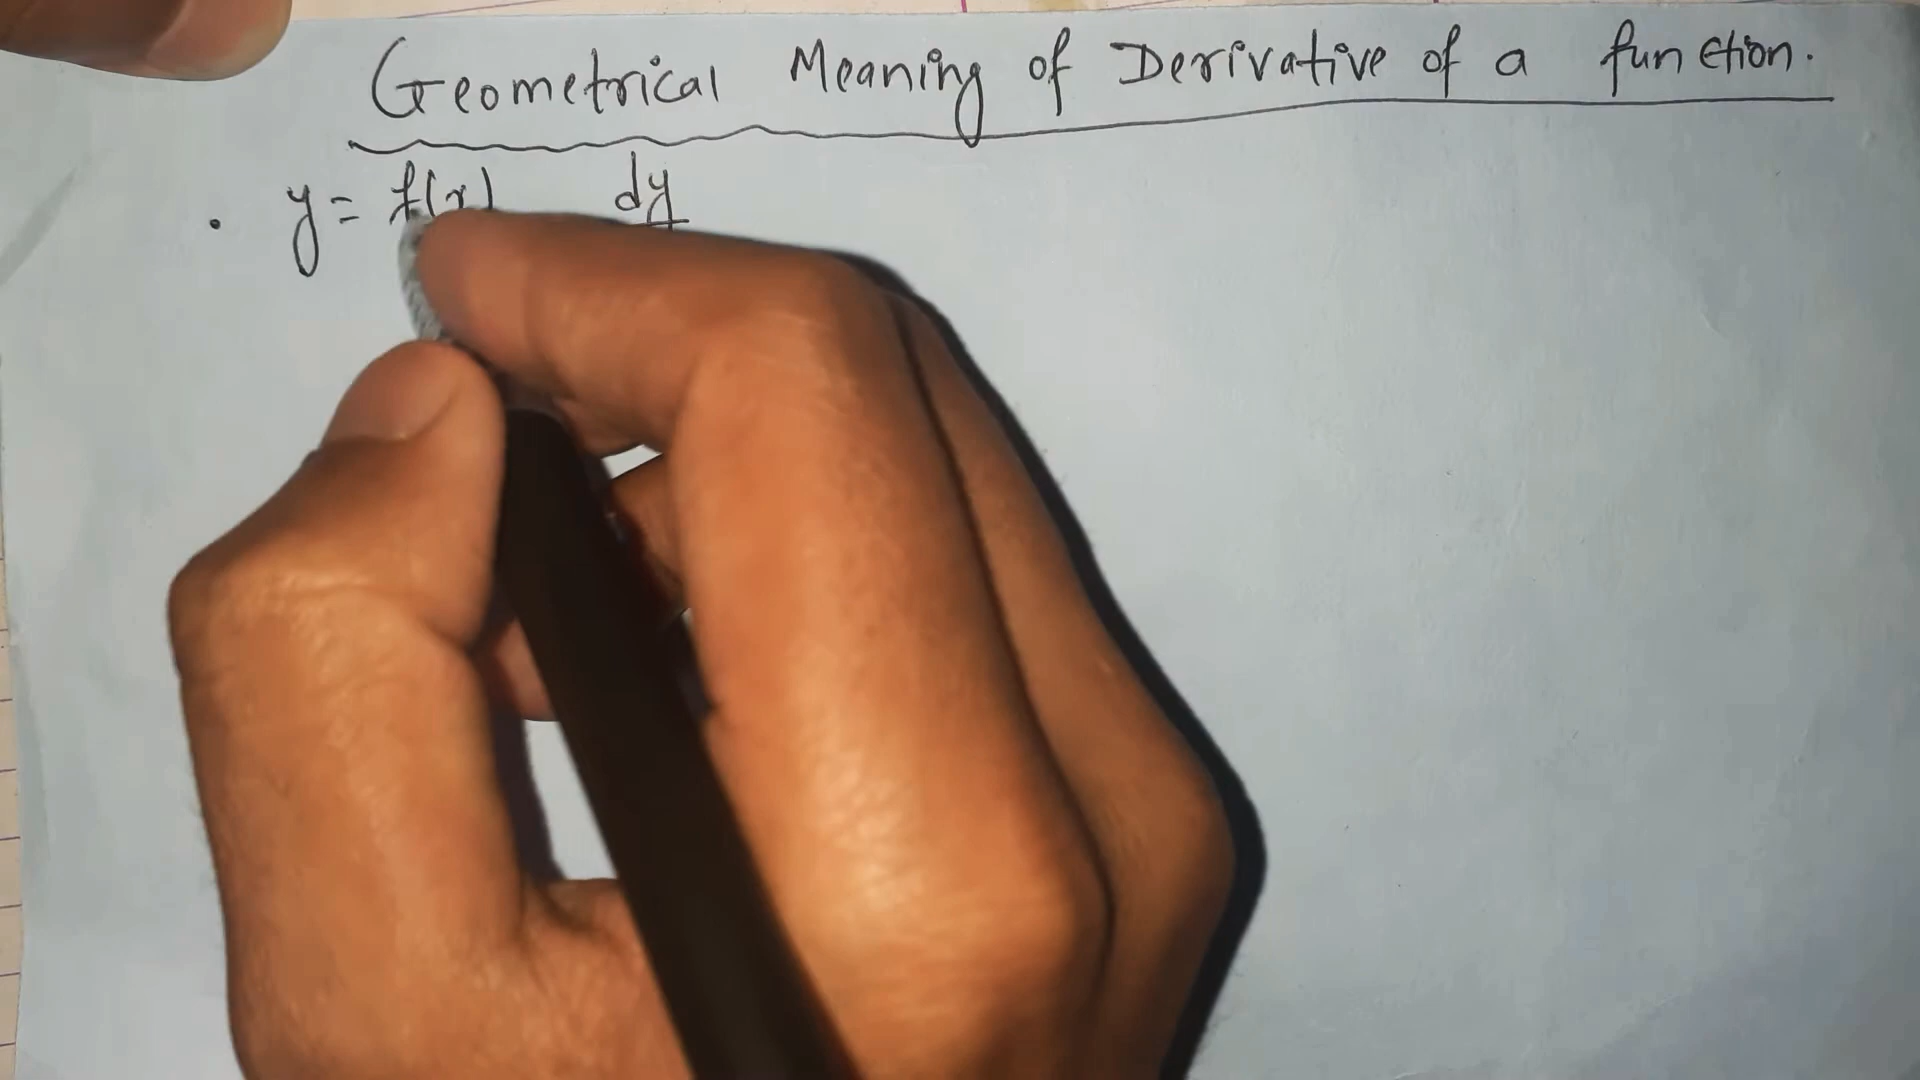 Geometrical Meaning of Derivative of a function.
. y = f(x) dy